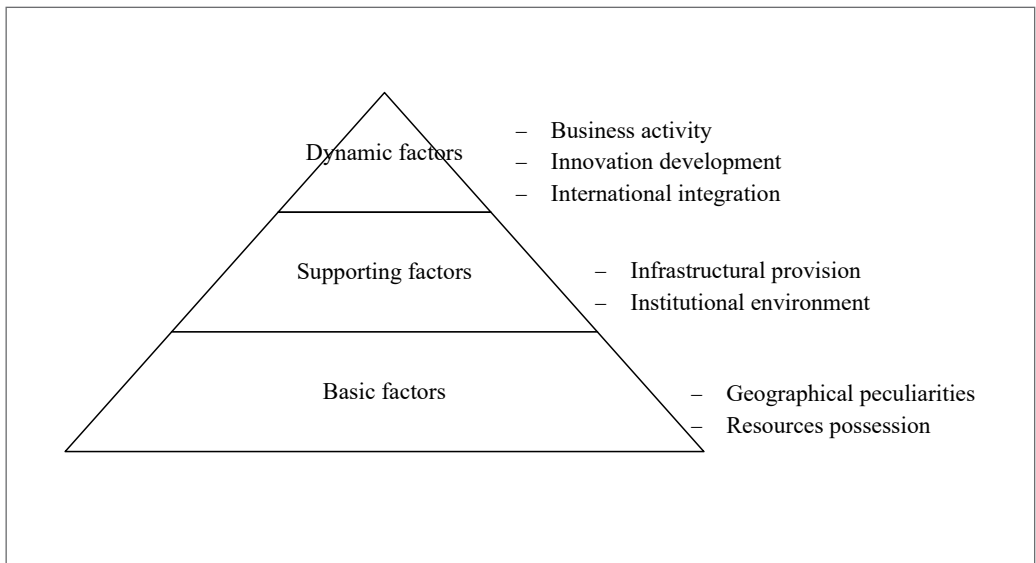 Dynamic factors
– Business activity
– Innovation development
– International integration
Supporting factors
– Infrastructural provision
– Institutional environment
Basic factors
– Geographical peculiarities
– Resources possession